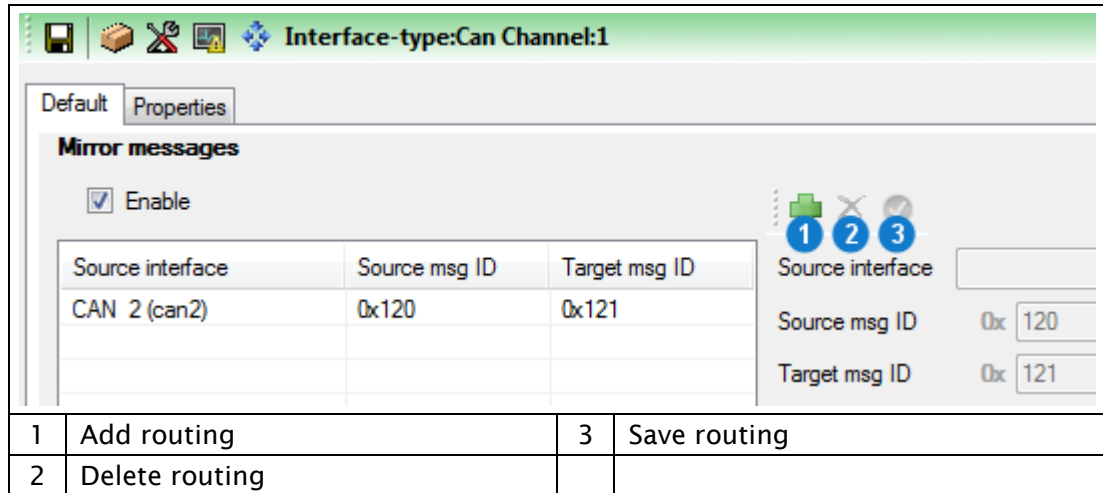 Interface-type:Can Channel:1
Default Properties
Mirror messages
Enable
1 2 3
Source interface Source msg ID Target msg ID Source interface
CAN 2 (can2) 0x120 0x121
Source msg ID 0x 120
Target msg ID 0x 121
1 Add routing 3 Save routing
2 Delete routing